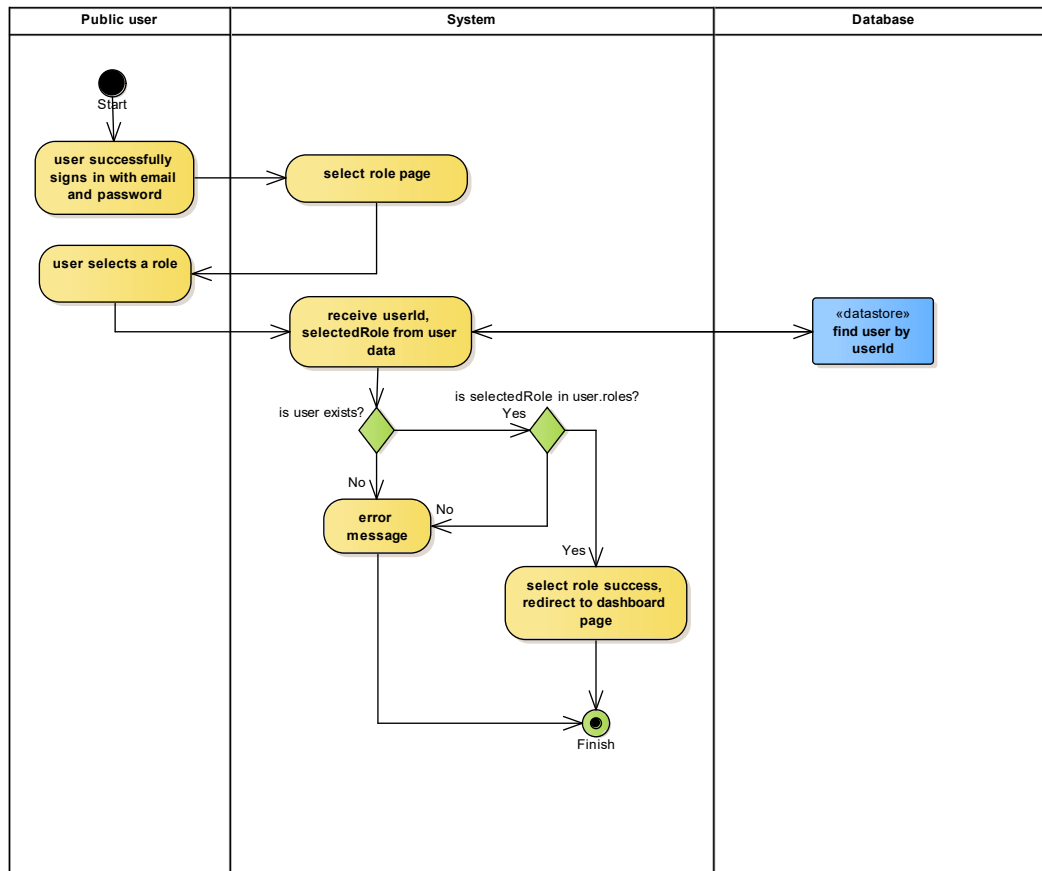 Public user
System
Database
Start
user successfully
signs in with email
and password
select role page
user selects a role
receive userId,
selectedRole from user
data
«datastore»
find user by
userId
is user exists?
is selectedRole in user.roles?
Yes
No
No
error
message
Yes
select role success,
redirect to dashboard
page
Finish